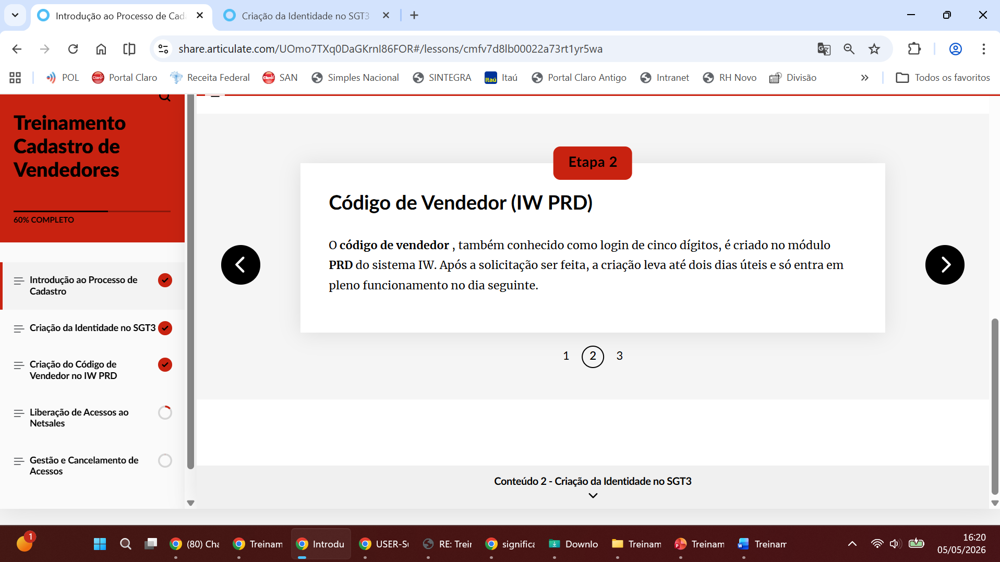 Introdução ao Processo de Cad
Criação da Identidade no SGT3
share.articulate.com/UOmo7TXq0DaGKrnI86FOR#/lessons/cmfv7d8lb00022a73rt1yr5wa
POL
Portal Claro
Receita Federal
SAN
Simples Nacional
SINTEGRA
Itaú
Portal Claro Antigo
Intranet
RH Novo
Divisão
Todos os favoritos
Treinamento
Cadastro de
Vendedores
60% COMPLETO
Introdução ao Processo de
Cadastro
Criação da Identidade no SGT3
Criação do Código de
Vendedor no IW PRD
Liberação de Acessos ao
Netsales
Gestão e Cancelamento de
Acessos
Etapa 2
Código de Vendedor (IW PRD)
O código de vendedor , também conhecido como login de cinco dígitos, é criado no módulo
PRD do sistema IW. Após a solicitação ser feita, a criação leva até dois dias úteis e só entra em
pleno funcionamento no dia seguinte.
1 2 3
Conteúdo 2 - Criação da Identidade no SGT3
1
(80) Cha
Treinam
Introdu
USER-Su
RE: Treir
significa
Downlo
Treinam
Treinam
Treinam
16:20
05/05/2026